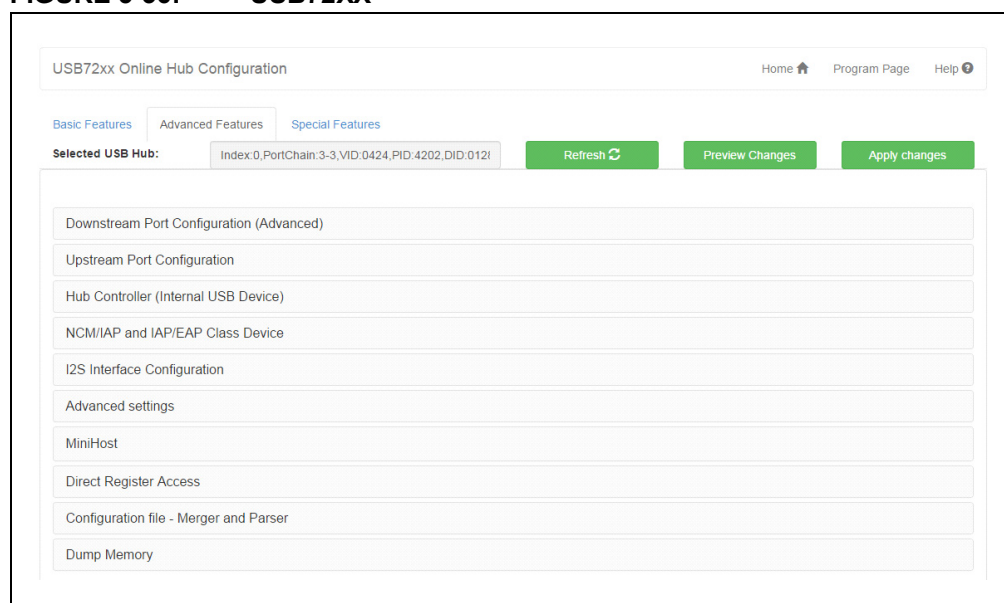 USB72xx Online Hub Configuration Home Program Page Help
Basic Features Advanced Features Special Features
Selected USB Hub: Index:0,PortChain:3-3,VID:0424,PID:4202,DID:012 Refresh Preview Changes Apply changes
Downstream Port Configuration (Advanced)
Upstream Port Configuration
Hub Controller (Internal USB Device)
NCM/IAP and IAP/EAP Class Device
I2S Interface Configuration
Advanced settings
MiniHost
Direct Register Access
Configuration file - Merger and Parser
Dump Memory